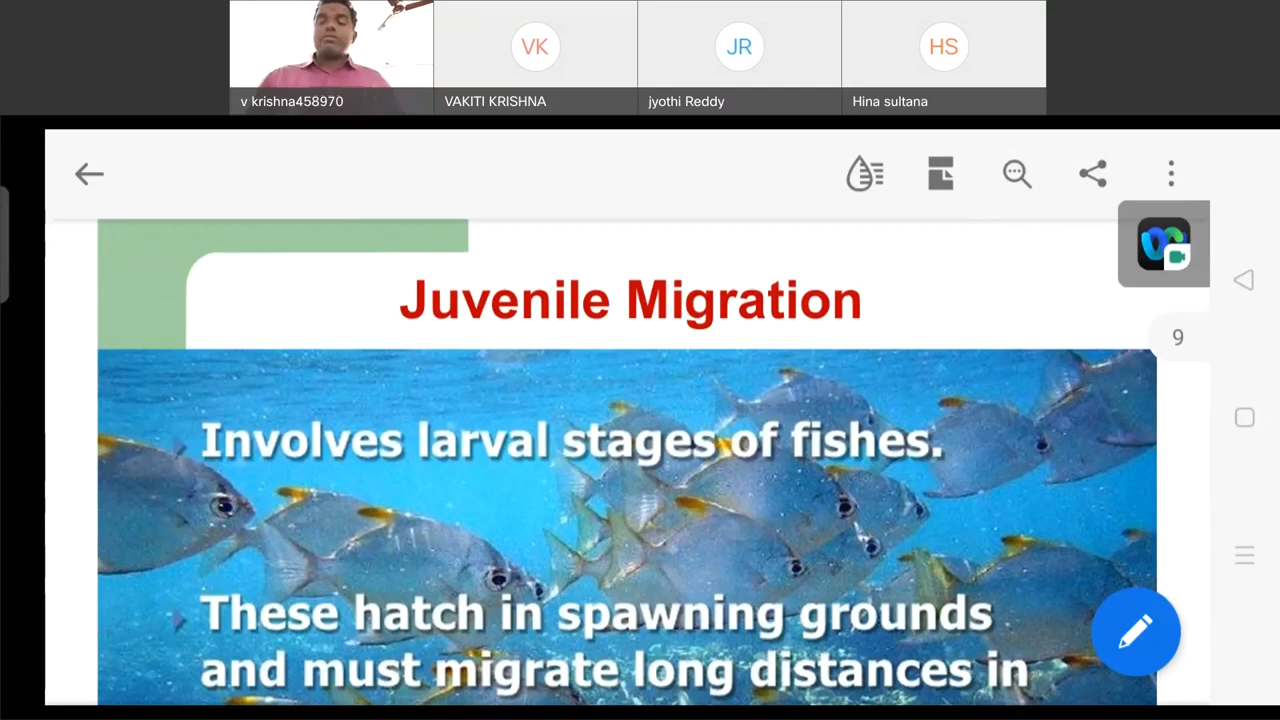 VK
JR
HS
v krishna458970
VAKITI KRISHNA
jyothi Reddy
Hina sultana
Juvenile Migration
9
Involves larval stages of fishes.
These hatch in spawning grounds
and must migrate long distances in